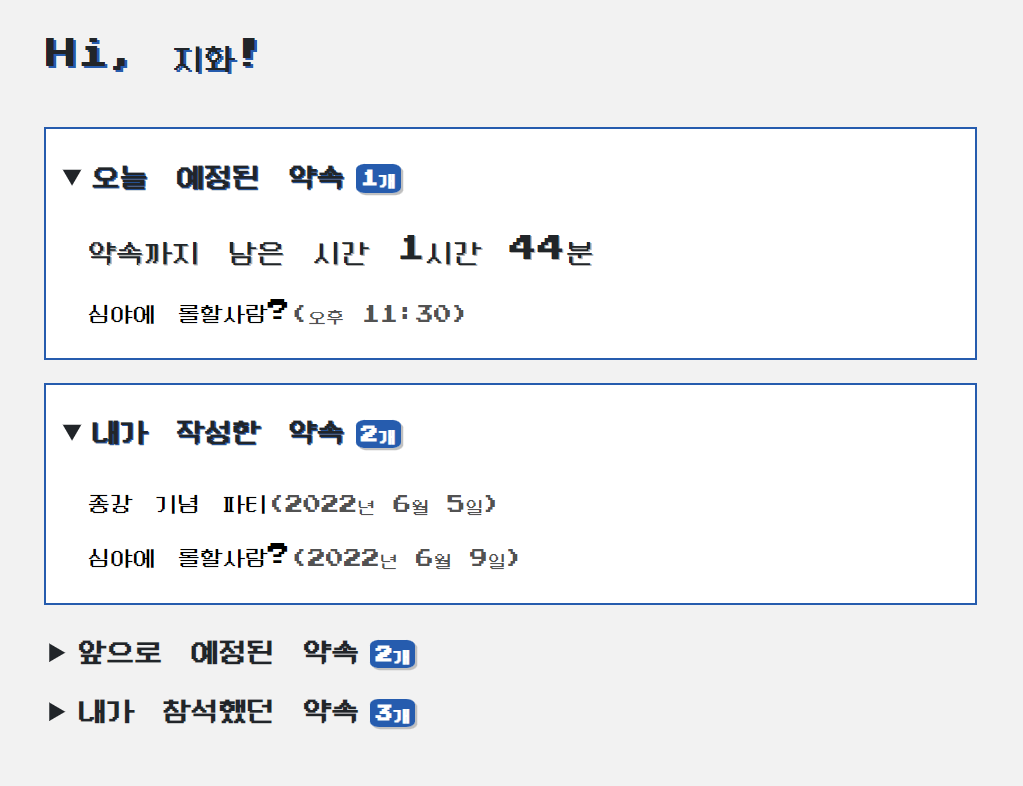 Hi, 지화!
▼ 오늘 예정된 약속 1개
약속까지 남은 시간 1시간 44분
심야에 롤할사람?(오후 11:30)
▼ 내가 작성한 약속 2개
종강 기념 파티(2022년 6월 5일)
심야에 롤할사람?(2022년 6월 9일)
▶ 앞으로 예정된 약속 2개
▶ 내가 참석했던 약속 3개